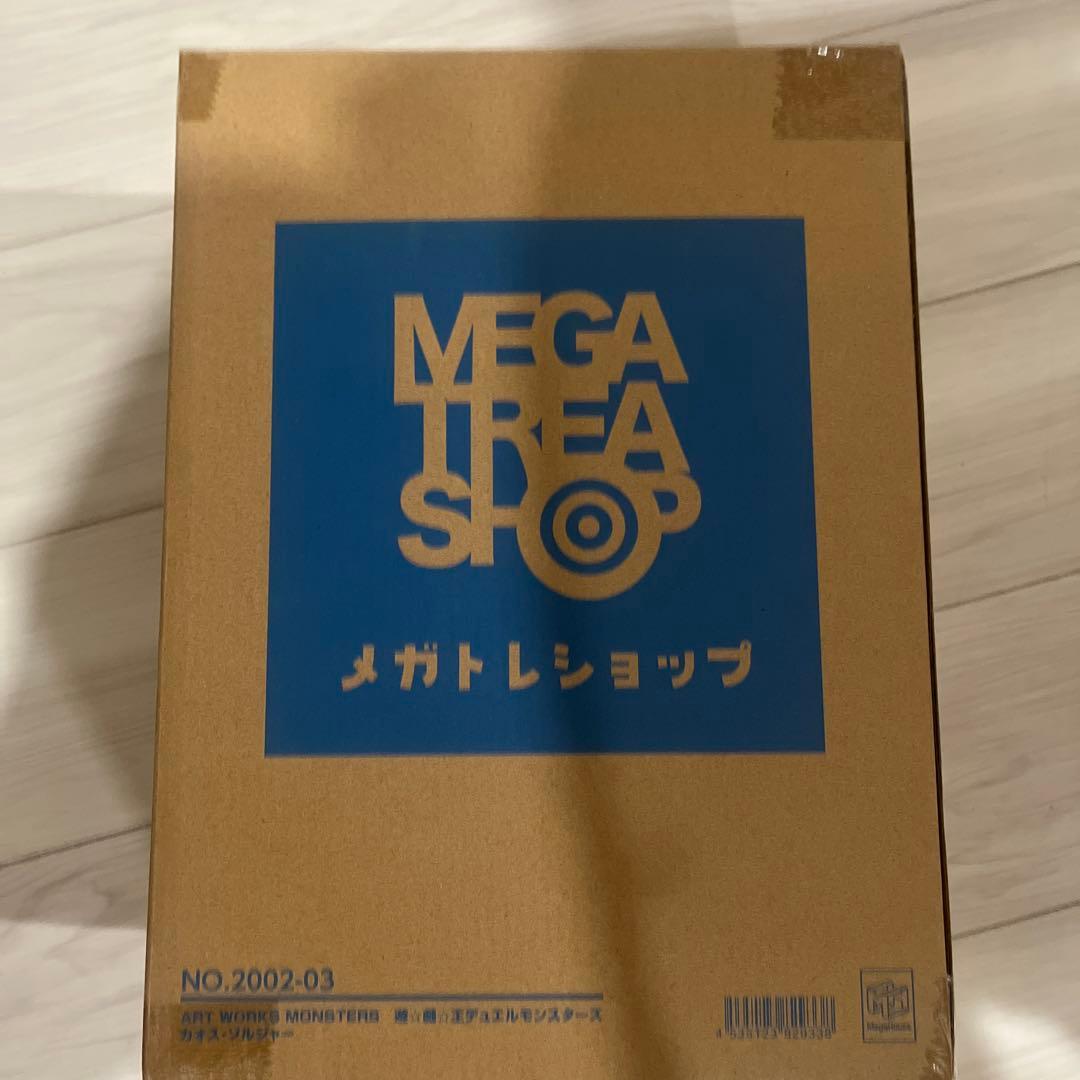 MEGA
TREA
SHOP
メガトレショップ
NO.2002-03
ART WORKS MONSTERS 遊☆戯☆王デュエルモンスターズ
カオス・ソルジャー
MegaHouse